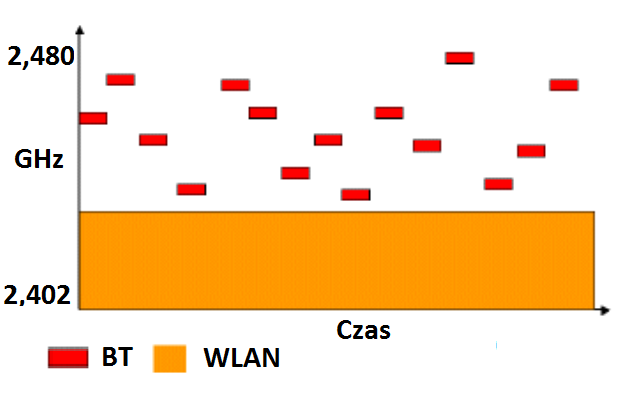 2,480
GHz
2,402
Czas
BT
WLAN